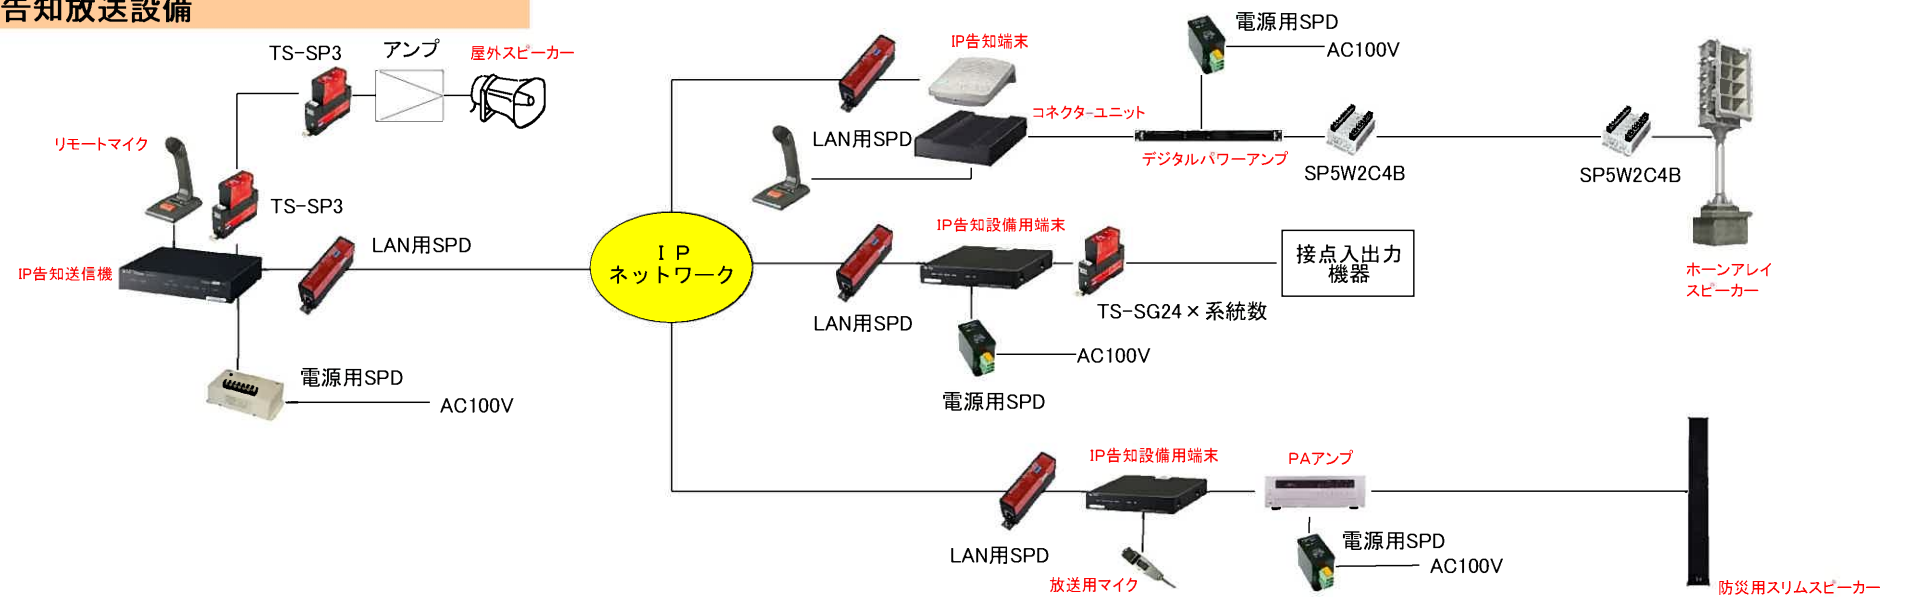 告知放送設備
TS-SP3
アンプ
屋外スピーカー
リモートマイク
TS-SP3
LAN用SPD
IP告知送信機
電源用SPD
AC100V
IP
ネットワーク
IP告知端末
LAN用SPD
コネクターユニット
電源用SPD
AC100V
デジタルパワーアンプ
SP5W2C4B
SP5W2C4B
ホーンアレイ
スピーカー
IP告知設備用端末
LAN用SPD
TS-SG24×系統数
接点入出力
機器
電源用SPD
AC100V
IP告知設備用端末
LAN用SPD
放送用マイク
PAアンプ
電源用SPD
AC100V
防災用スリムスピーカー